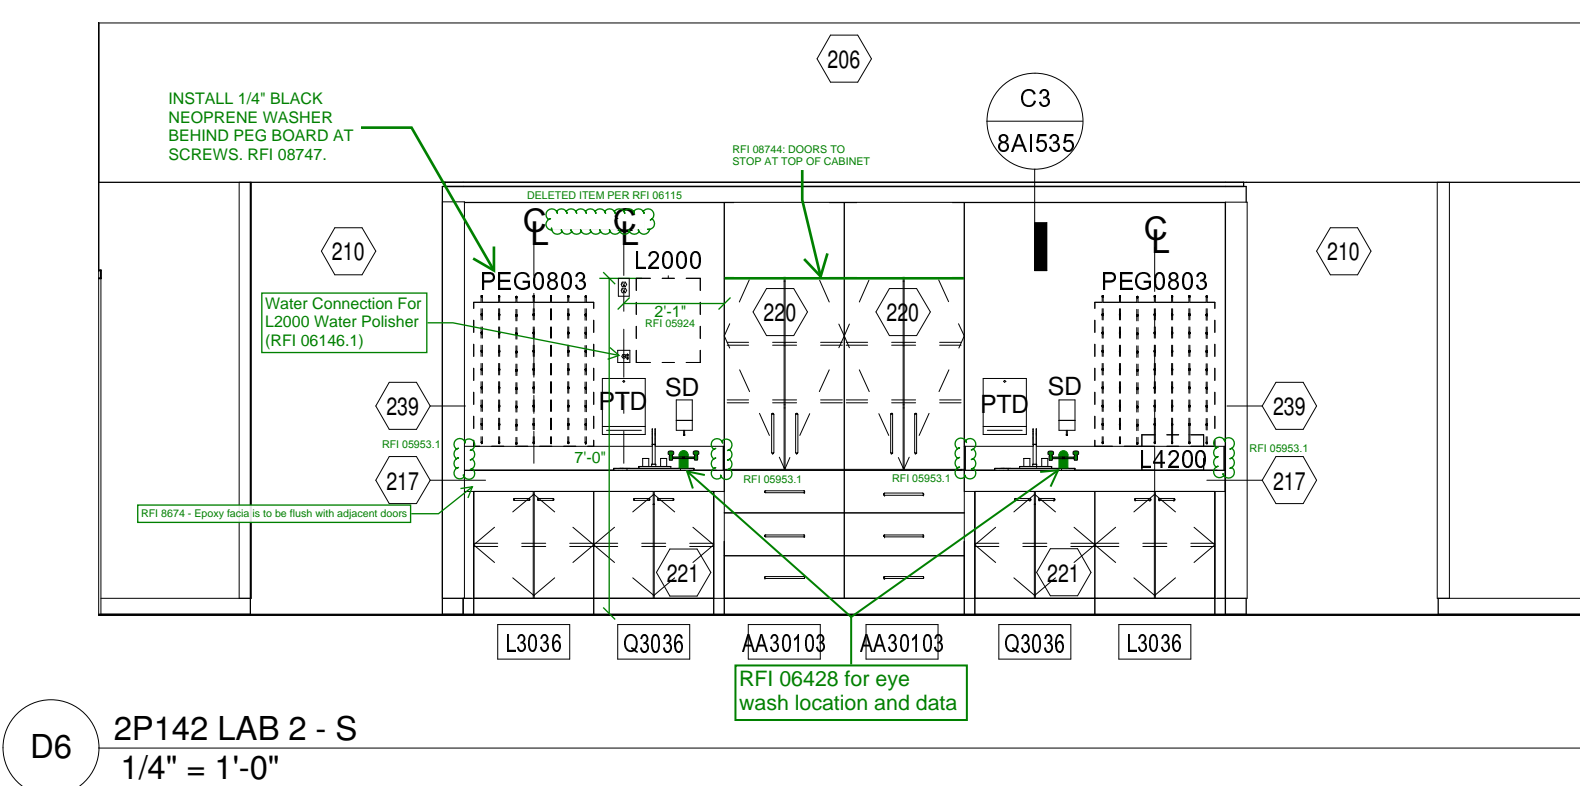 206
C3
8AI535
INSTALL 1/4" BLACK
NEOPRENE WASHER
BEHIND PEG BOARD AT
SCREWS. RFI 08747.
RFI 08744: DOORS TO
STOP AT TOP OF CABINET
DELETED ITEM PER RFI 06115
CL
CL
CL
210
210
L2000
PEG0803
PEG0803
Water Connection For
L2000 Water Polisher
(RFI 06146.1)
2'-1"
RFI 05924
220
220
PTD
SD
PTD
SD
239
239
RFI 05953.1
RFI 05953.1
7'-0"
L4200
217
RFI 05953.1
RFI 05953.1
217
RFI 8674 - Epoxy facia is to be flush with adjacent doors
221
221
L3036
Q3036
AA30103
AA30103
Q3036
L3036
RFI 06428 for eye
wash location and data
D6
2P142 LAB 2 - S
1/4" = 1'-0"